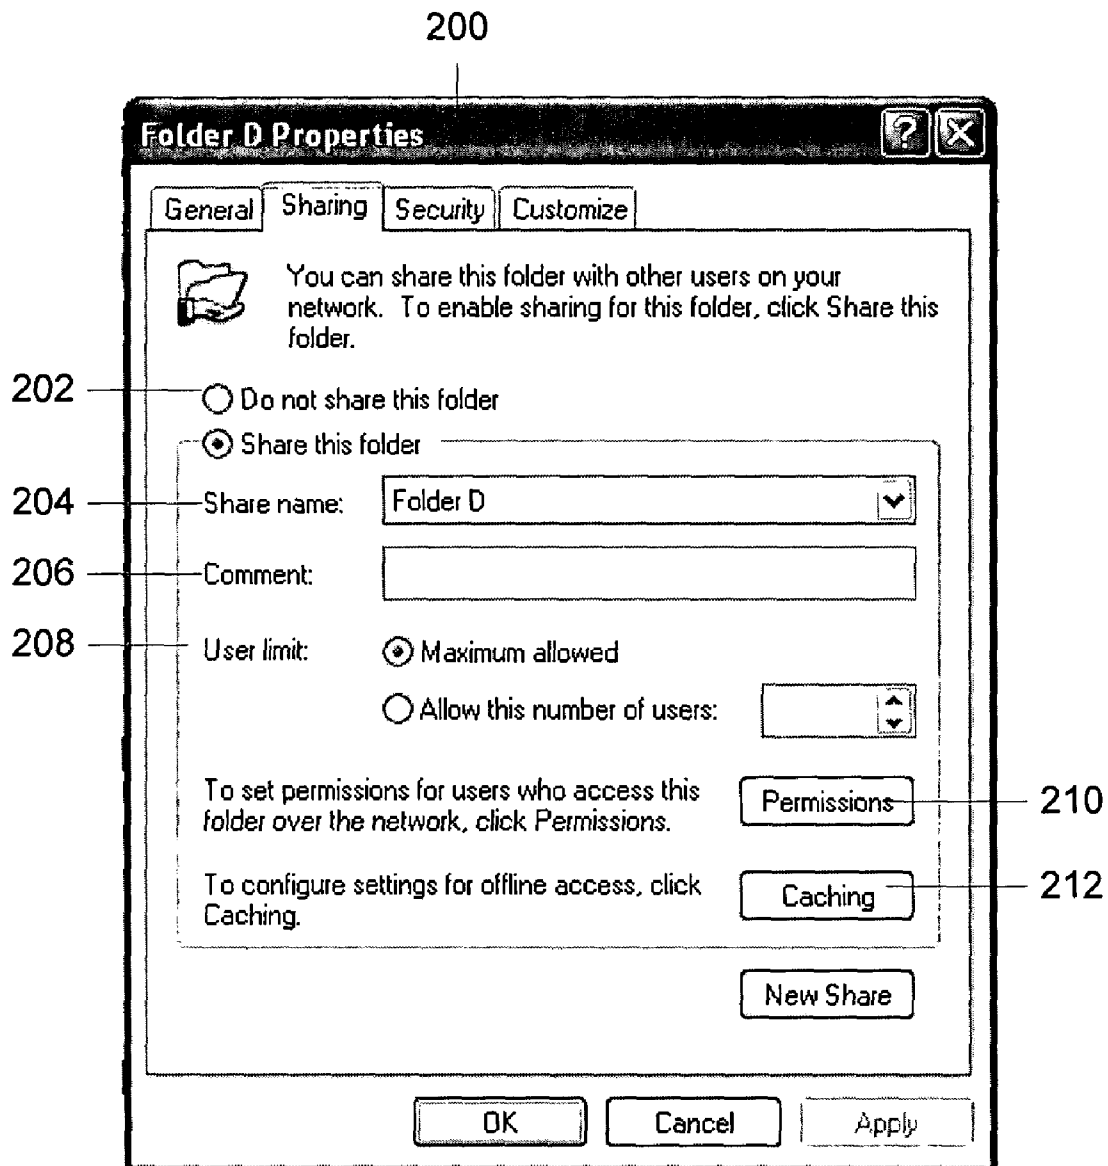 200
Folder D Properties
General Sharing Security Customize
You can share this folder with other users on your
network. To enable sharing for this folder, click Share this
folder.
202
Do not share this folder
Share this folder
204 Share name: Folder D
206 Comment:
208 User limit: Maximum allowed
Allow this number of users:
To set permissions for users who access this
folder over the network, click Permissions.
Permissions 210
To configure settings for offline access, click
Caching.
Caching 212
New Share
OK Cancel Apply